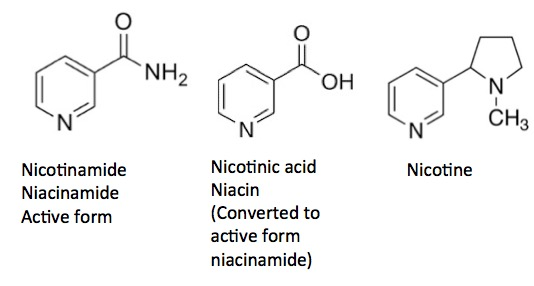 O
NH2
N
Nicotinamide
Niacinamide
Active form
O
OH
N
Nicotinic acid
Niacin
(Converted to
active form
niacinamide)
N
CH3
N
Nicotine